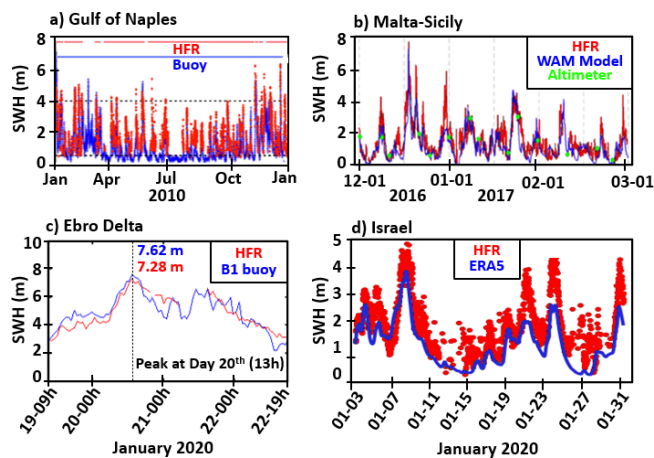 a) Gulf of Naples
SWH (m)
8
6
4
2
0
HFR
Buoy
Jan
Apr
Jul
Oct
Jan
2010
b) Malta-Sicily
SWH (m)
8
6
4
2
0
HFR
WAM Model
Altimeter
12-01
01-01
02-01
03-01
2016
2017
c) Ebro Delta
SWH (m)
10
8
6
4
2
0
7.62 m
7.28 m
HFR
B1 buoy
Peak at Day 20th (13h)
19-09h
20-00h
21-00h
22-00h
22-19h
January 2020
d) Israel
SWH (m)
5
4
3
2
1
0
HFR
ERA5
01-03
01-07
01-12
01-15
01-19
01-23
01-27
01-31
January 2020